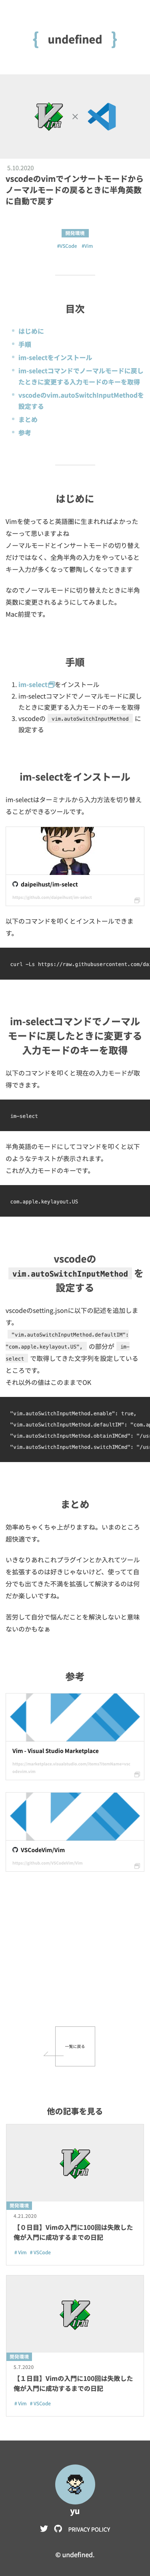 { undefined }
5.10.2020
vscodeのvimでインサートモードから
ノーマルモードの戻るときに半角英数
に自動で戻す
開発環境
#VSCode #Vim
目次
はじめに
手順
im-selectをインストール
im-selectコマンドでノーマルモードに戻し
たときに変更する入力モードのキーを取得
vscodeのvim.autoSwitchInputMethodを
設定する
まとめ
参考
はじめに
Vimを使ってると英語圏に生まればよかった
なーって思いますよね
ノーマルモードとインサートモードの切り替え
だけではなく、全角半角の入力をやっていると
キー入力が多くなって鬱陶しくなってきます
なのでノーマルモードに切り替えたときに半角
英数に変更されるようにしてみました。
Mac前提です。
手順
1. im-selectをインストール
2. im-selectコマンドでノーマルモードに戻し
たときに変更する入力モードのキーを取得
3. vscodeの vim.autoSwitchInputMethod に
設定する
im-selectをインストール
im-selectはターミナルから入力方法を切り替え
ることができるツールです。
daipeihust/im-select
https://github.com/daipeihust/im-select
以下のコマンドを叩くとインストールできま
す。
curl -Ls https://raw.githubusercontent.com/da
im-selectコマンドでノーマル
モードに戻したときに変更する
入力モードのキーを取得
以下のコマンドを叩くと現在の入力モードが取
得できます。
im-select
半角英語のモードにしてコマンドを叩くと以下
のようなテキストが表示されます。
これが入力モードのキーです。
com.apple.keylayout.US
vscodeの
vim.autoSwitchInputMethod を
設定する
vscodeのsetting.jsonに以下の記述を追加しま
す。
"vim.autoSwitchInputMethod.defaultIM":
"com.apple.keylayout.US", の部分が im-
select で取得してきた文字列を設定している
ところです。
それ以外の値はこのままでOK
"vim.autoSwitchInputMethod.enable": true,
"vim.autoSwitchInputMethod.defaultIM": "com.ap
"vim.autoSwitchInputMethod.obtainIMCmd": "/us
"vim.autoSwitchInputMethod.switchIMCmd": "/us
まとめ
効率めちゃくちゃ上がりますね。いまのところ
超快適です。
いきなりあれこれプラグインとか入れてツール
を拡張するのは好きじゃないけど、使ってて自
分でも出てきた不満を拡張して解決するのは何
だか楽しいですね。
苦労して自分で悩んだことを解決しないと意味
ないのかもなぁ
参考
Vim - Visual Studio Marketplace
VSCodeVim/Vim
https://github.com/VSCodeVim/Vim
一覧に戻る
他の記事を見る
開発環境
4.21.2020
【０日目】Vimの入門に100回は失敗した
俺が入門に成功するまでの日記
# Vim # VSCode
開発環境
5.7.2020
【１日目】Vimの入門に100回は失敗した
俺が入門に成功するまでの日記
# Vim # VSCode
yu
PRIVACY POLICY
© undefined.